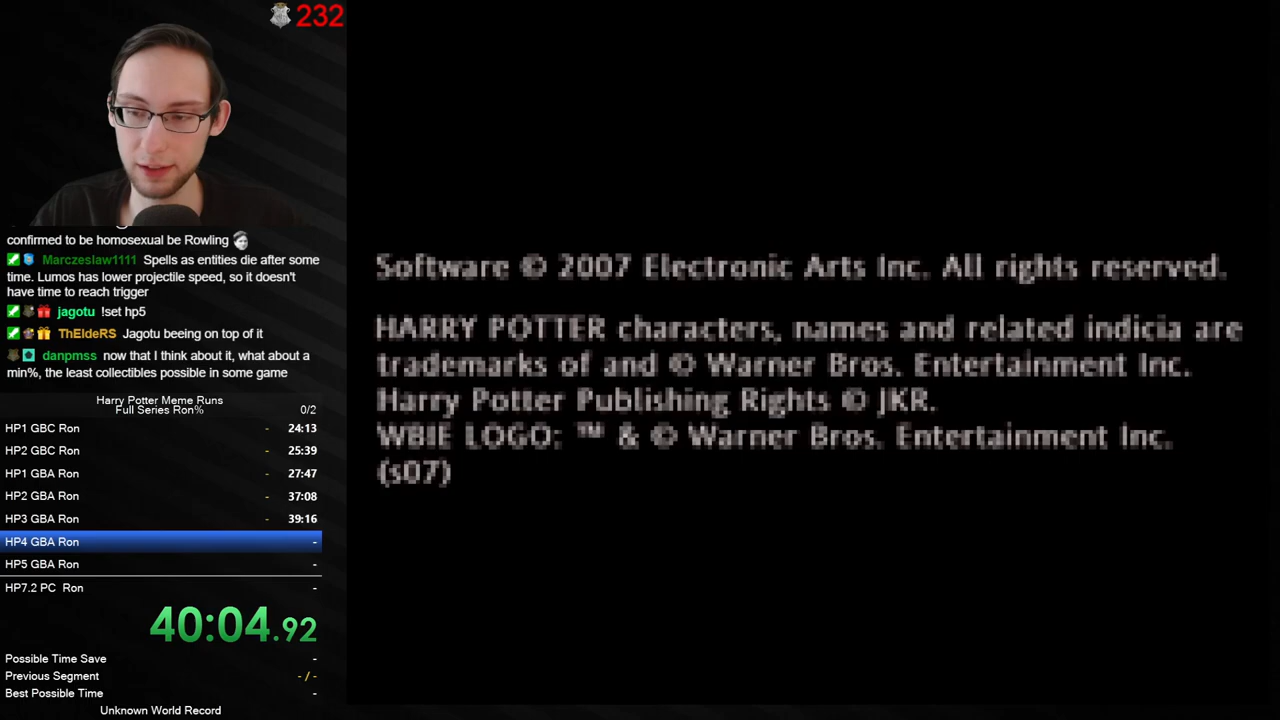 232
confirmed to be homosexual be Rowling
Marczeslaw1111 Spells as entities die after some
time. Lumos has lower projectile speed, so it doesn't
have time to reach trigger
jagotu !set hp5
ThEldeRS Jagotu beeing on top of it
danpmss now that I think about it, what about a
min%, the least collectibles possible in some game
Harry Potter Meme Runs
Full Series Ron% 0/2
HP1 GBC Ron - 24:13
HP2 GBC Ron - 25:39
HP1 GBA Ron - 27:47
HP2 GBA Ron - 37:08
HP3 GBA Ron - 39:16
HP4 GBA Ron -
HP5 GBA Ron -
HP7.2 PC Ron -
40:04.92
Possible Time Save -
Previous Segment - / -
Best Possible Time -
Unknown World Record
Software © 2007 Electronic Arts Inc. All rights reserved.
HARRY POTTER characters, names and related indicia are
trademarks of and © Warner Bros. Entertainment Inc.
Harry Potter Publishing Rights © JKR.
WBIE LOGO: ™ & © Warner Bros. Entertainment Inc.
(s07)